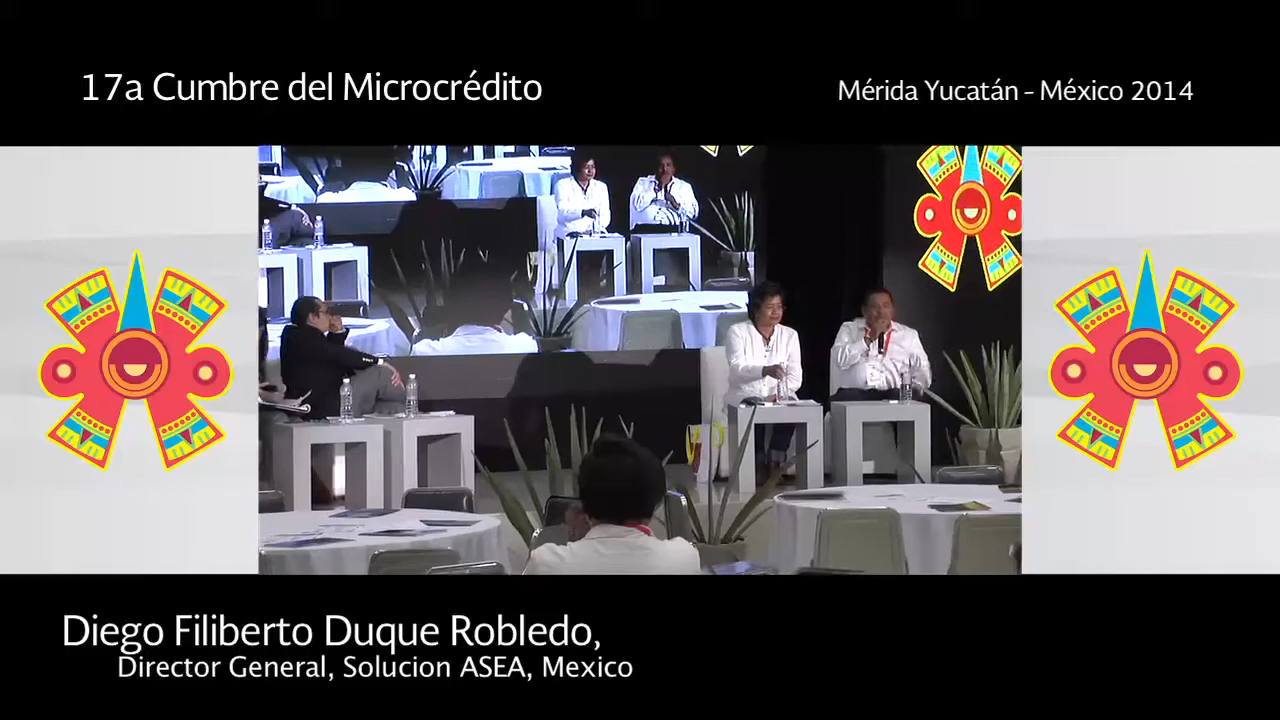 17a Cumbre del Microcrédito
Mérida Yucatán - México 2014
Diego Filiberto Duque Robledo,
Director General, Solucion ASEA, Mexico